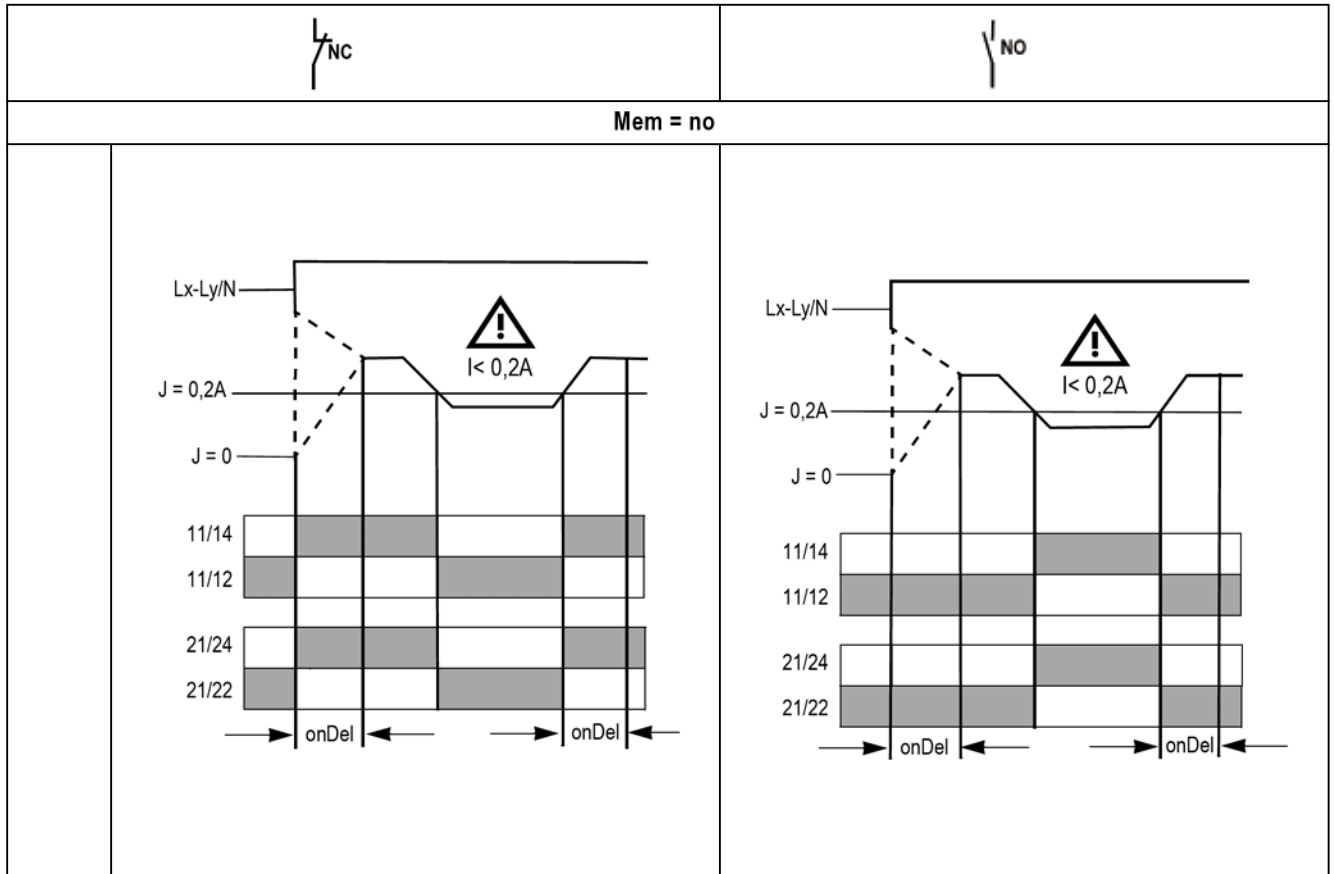 NC
NO
Mem = no
Lx-Ly/N
I< 0,2A
J = 0,2A
J = 0
11/14
11/12
21/24
21/22
onDel
onDel
Lx-Ly/N
I< 0,2A
J = 0,2A
J = 0
11/14
11/12
21/24
21/22
onDel
onDel